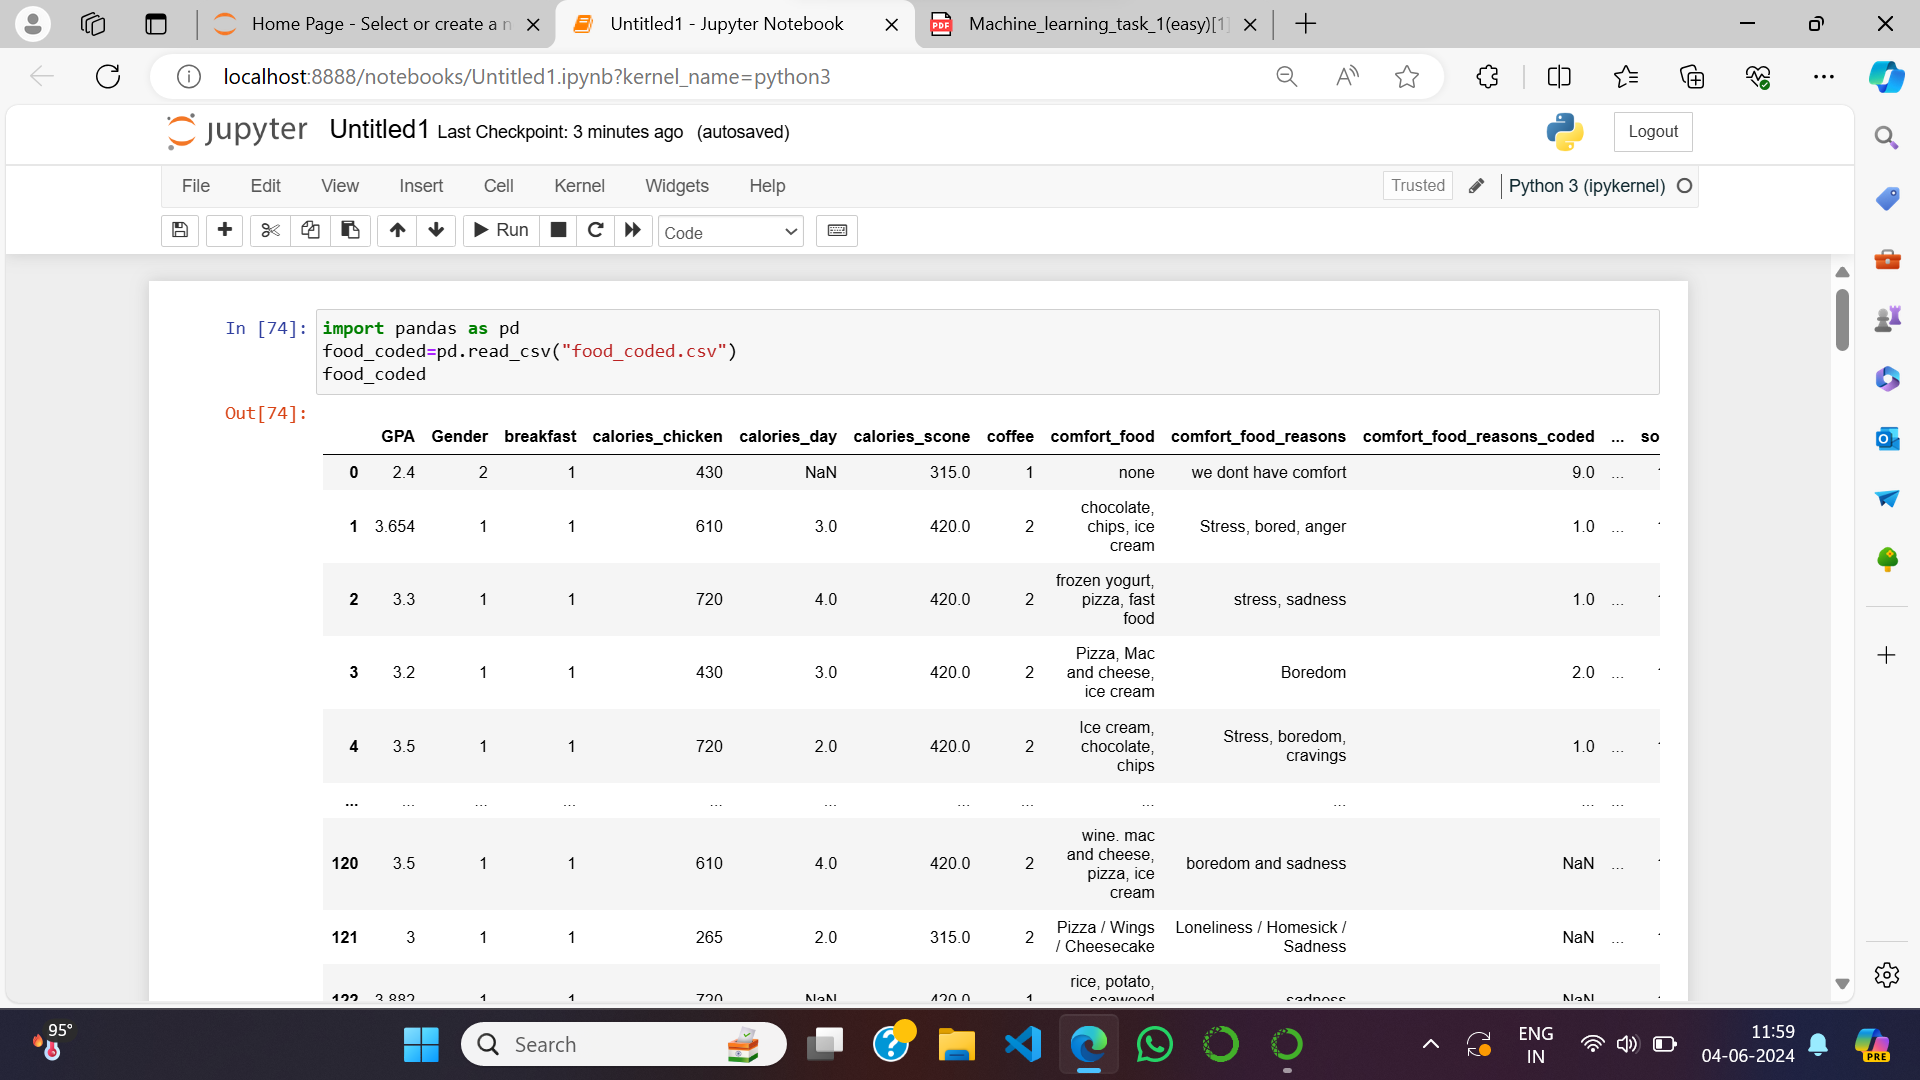 Home Page - Select or create a n
Untitled1 - Jupyter Notebook
PDF
Machine_learning_task_1(easy)[1]
localhost:8888/notebooks/Untitled1.ipynb?kernel_name=python3
jupyter Untitled1 Last Checkpoint: 3 minutes ago (autosaved)
Logout
File Edit View Insert Cell Kernel Widgets Help
Trusted
Python 3 (ipykernel)
Run
Code
In [74]:
import pandas as pd
food_coded=pd.read_csv("food_coded.csv")
food_coded
Out[74]:
GPA Gender breakfast calories_chicken calories_day calories_scone coffee comfort_food comfort_food_reasons comfort_food_reasons_coded ... so
0 2.4 2 1 430 NaN 315.0 1 none we dont have comfort 9.0 ...
1 3.654 1 1 610 3.0 420.0 2 chocolate, chips, ice cream Stress, bored, anger 1.0 ...
2 3.3 1 1 720 4.0 420.0 2 frozen yogurt, pizza, fast food stress, sadness 1.0 ...
3 3.2 1 1 430 3.0 420.0 2 Pizza, Mac and cheese, ice cream Boredom 2.0 ...
4 3.5 1 1 720 2.0 420.0 2 Ice cream, chocolate, chips Stress, boredom, cravings 1.0 ...
... ... ... ... ... ... ... ... ... ... ... ...
120 3.5 1 1 610 4.0 420.0 2 wine. mac and cheese, pizza, ice cream boredom and sadness NaN ...
121 3 1 1 265 2.0 315.0 2 Pizza / Wings / Cheesecake Loneliness / Homesick / Sadness NaN ...
122 3.882 1 1 720 NaN 420.0 1 rice, potato, seaweed sadness NaN ...
95°
Search
ENG
IN
11:59
04-06-2024
PRE